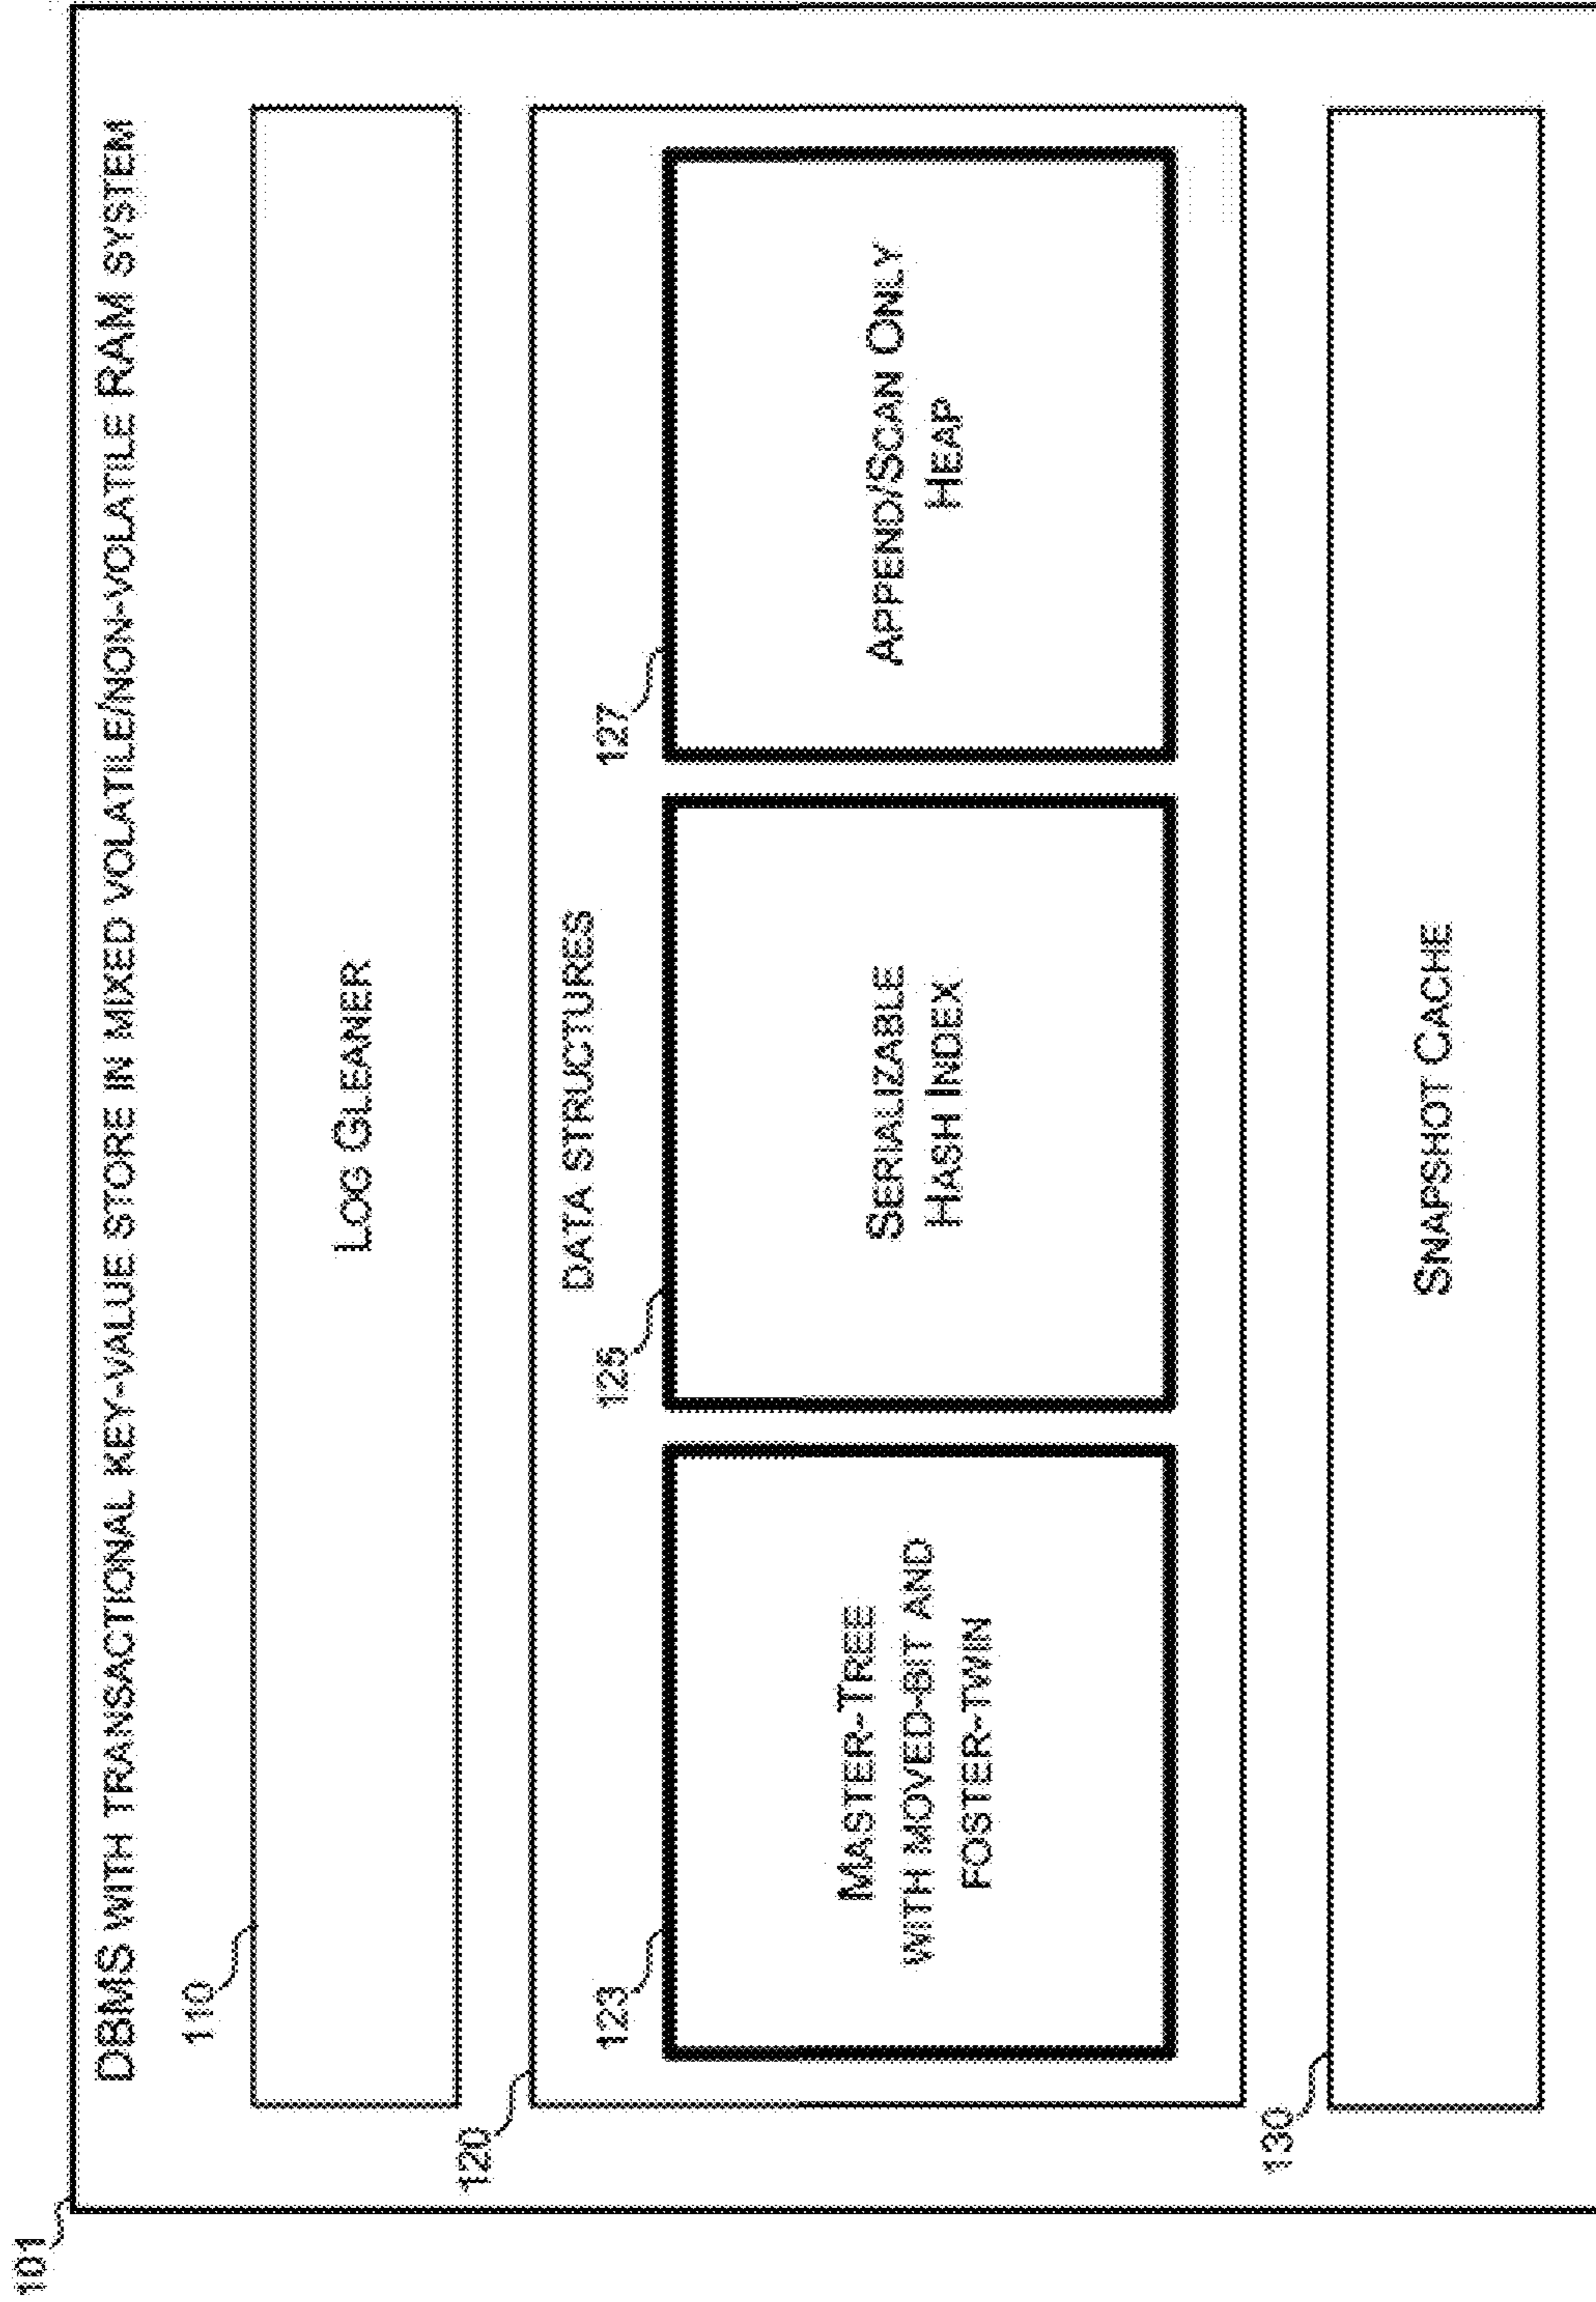 101
DBMS WITH TRANSACTIONAL KEY-VALUE STORE IN MIXED VOLATILE/NON-VOLATILE RAM SYSTEM
110
LOG GLEANER
120
DATA STRUCTURES
123
MASTER-TREE
WITH MOVED-BIT AND
FOSTER-TWIN
125
SERIALIZABLE
HASH INDEX
127
APPEND/SCAN ONLY
HEAP
130
SNAPSHOT CACHE